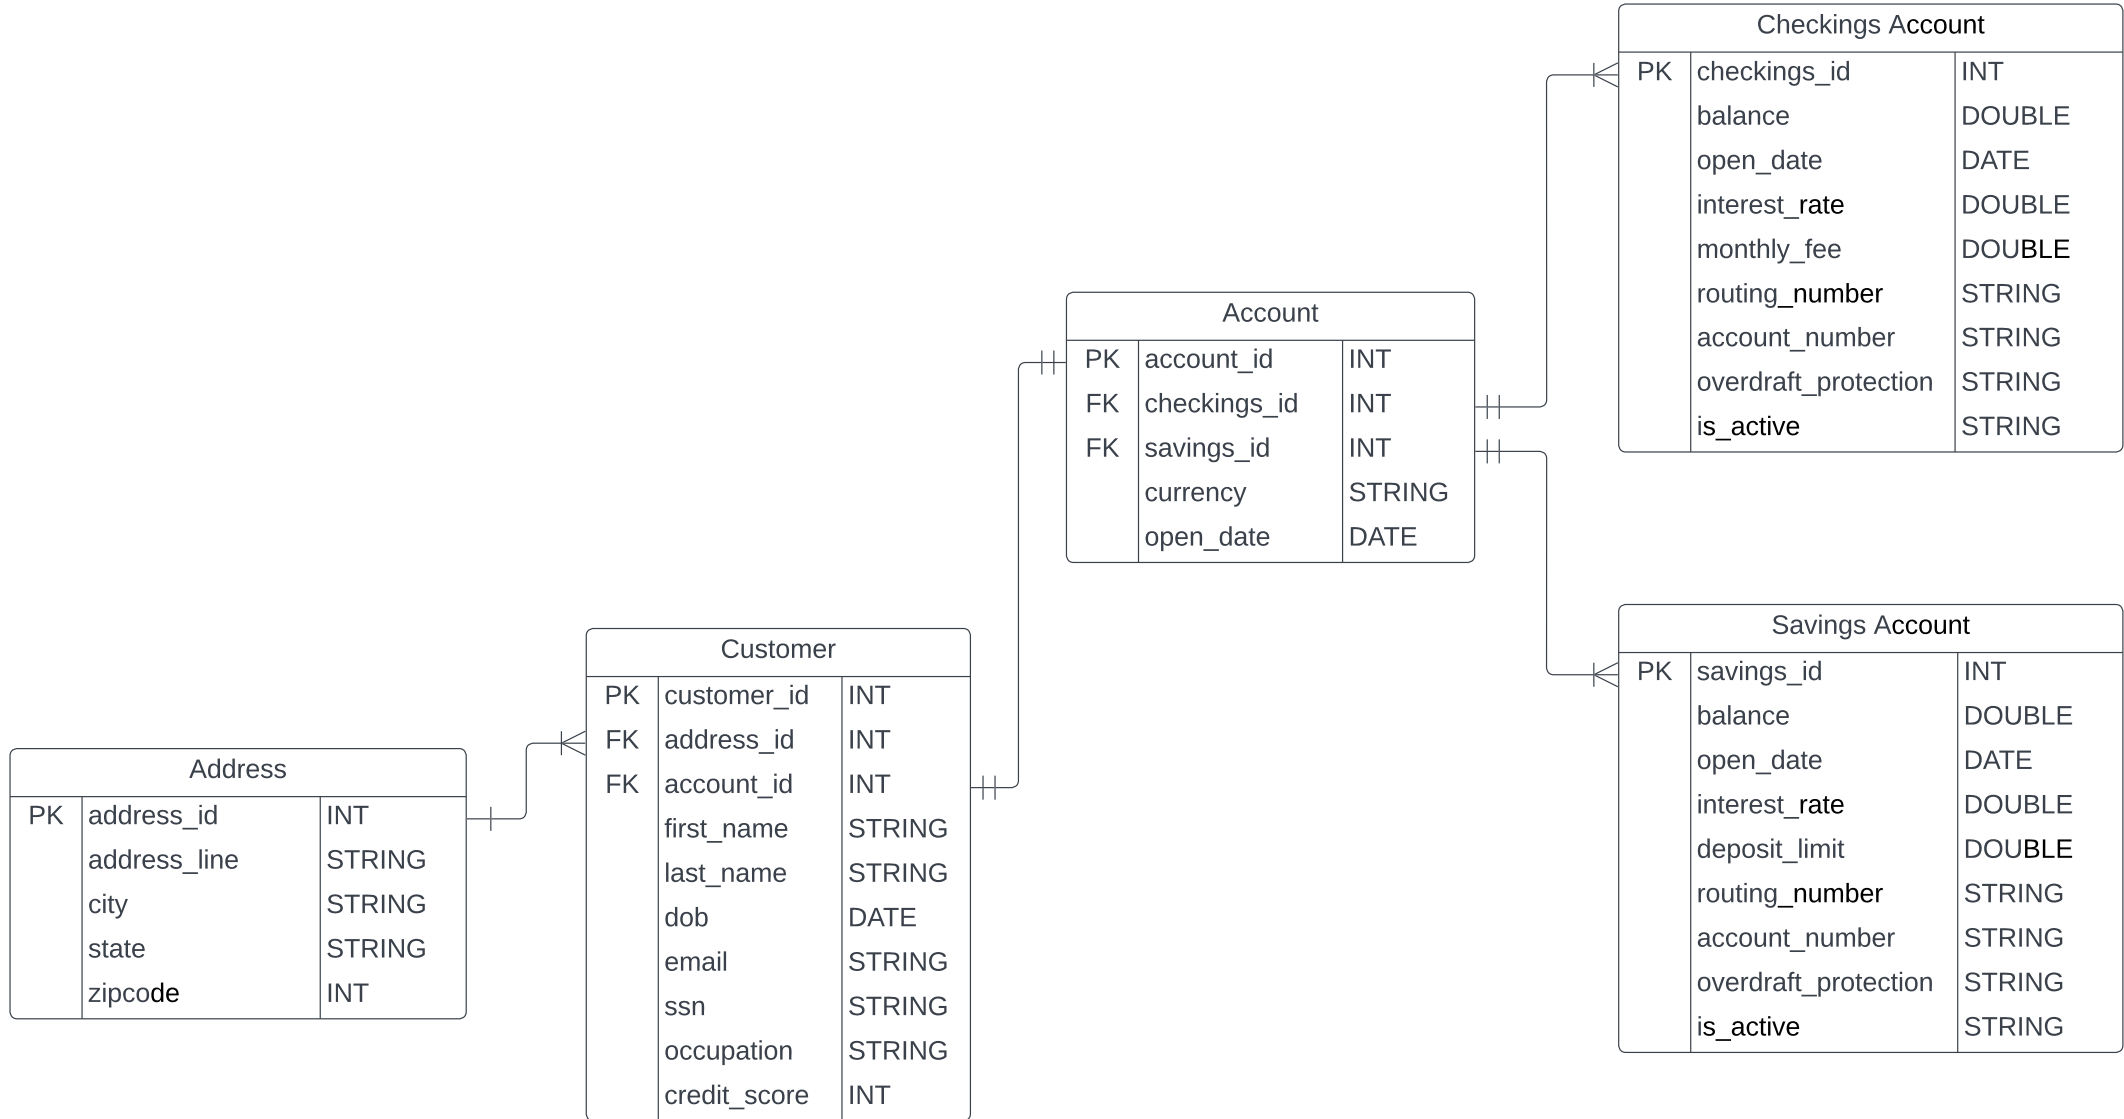 Checkings Account
PK checkings_id INT
balance DOUBLE
open_date DATE
interest_rate DOUBLE
monthly_fee DOUBLE
routing_number STRING
account_number STRING
overdraft_protection STRING
is_active STRING
Account
PK account_id INT
FK checkings_id INT
FK savings_id INT
currency STRING
open_date DATE
Savings Account
PK savings_id INT
balance DOUBLE
open_date DATE
interest_rate DOUBLE
deposit_limit DOUBLE
routing_number STRING
account_number STRING
overdraft_protection STRING
is_active STRING
Customer
PK customer_id INT
FK address_id INT
FK account_id INT
first_name STRING
last_name STRING
dob DATE
email STRING
ssn STRING
occupation STRING
credit_score INT
Address
PK address_id INT
address_line STRING
city STRING
state STRING
zipcode INT